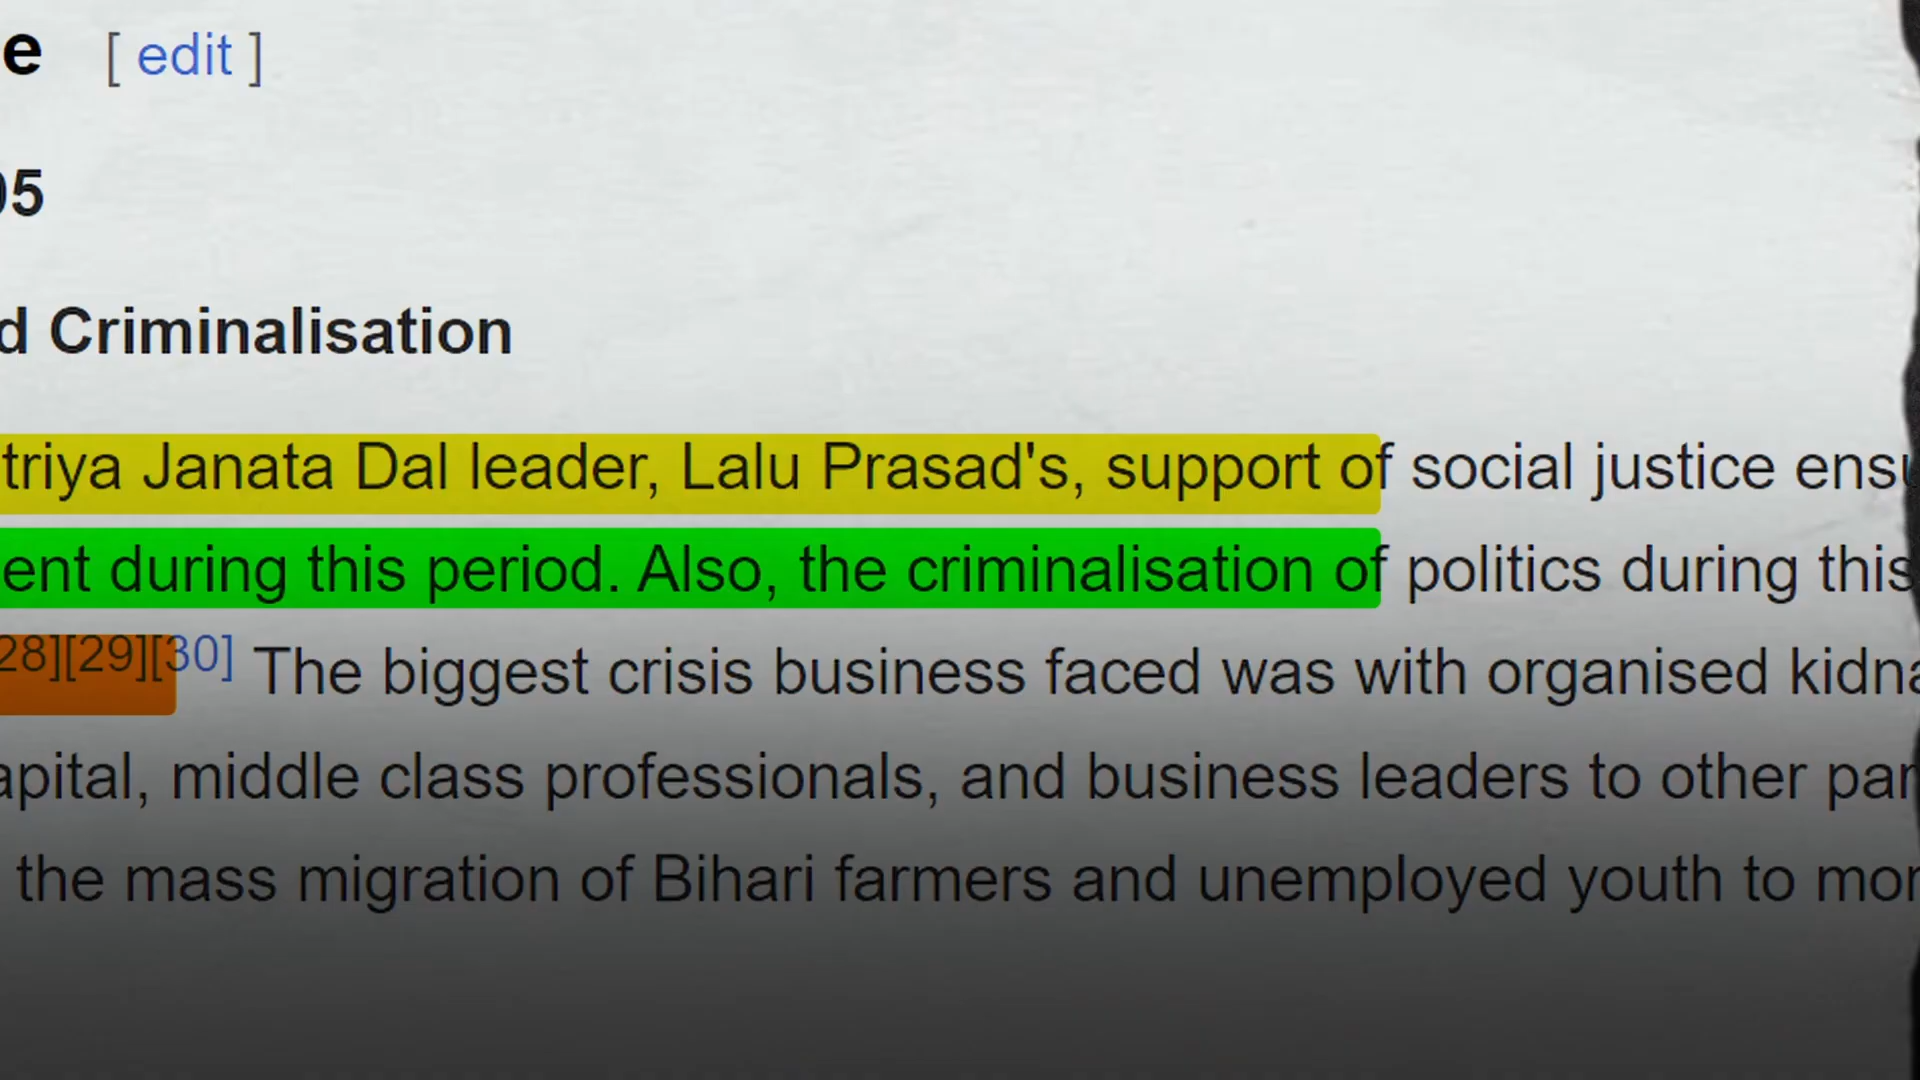 e [ edit ]
05
d Criminalisation
triya Janata Dal leader, Lalu Prasad's, support of social justice ensu
ent during this period. Also, the criminalisation of politics during this
28][29][30] The biggest crisis business faced was with organised kidna
apital, middle class professionals, and business leaders to other par
the mass migration of Bihari farmers and unemployed youth to mor